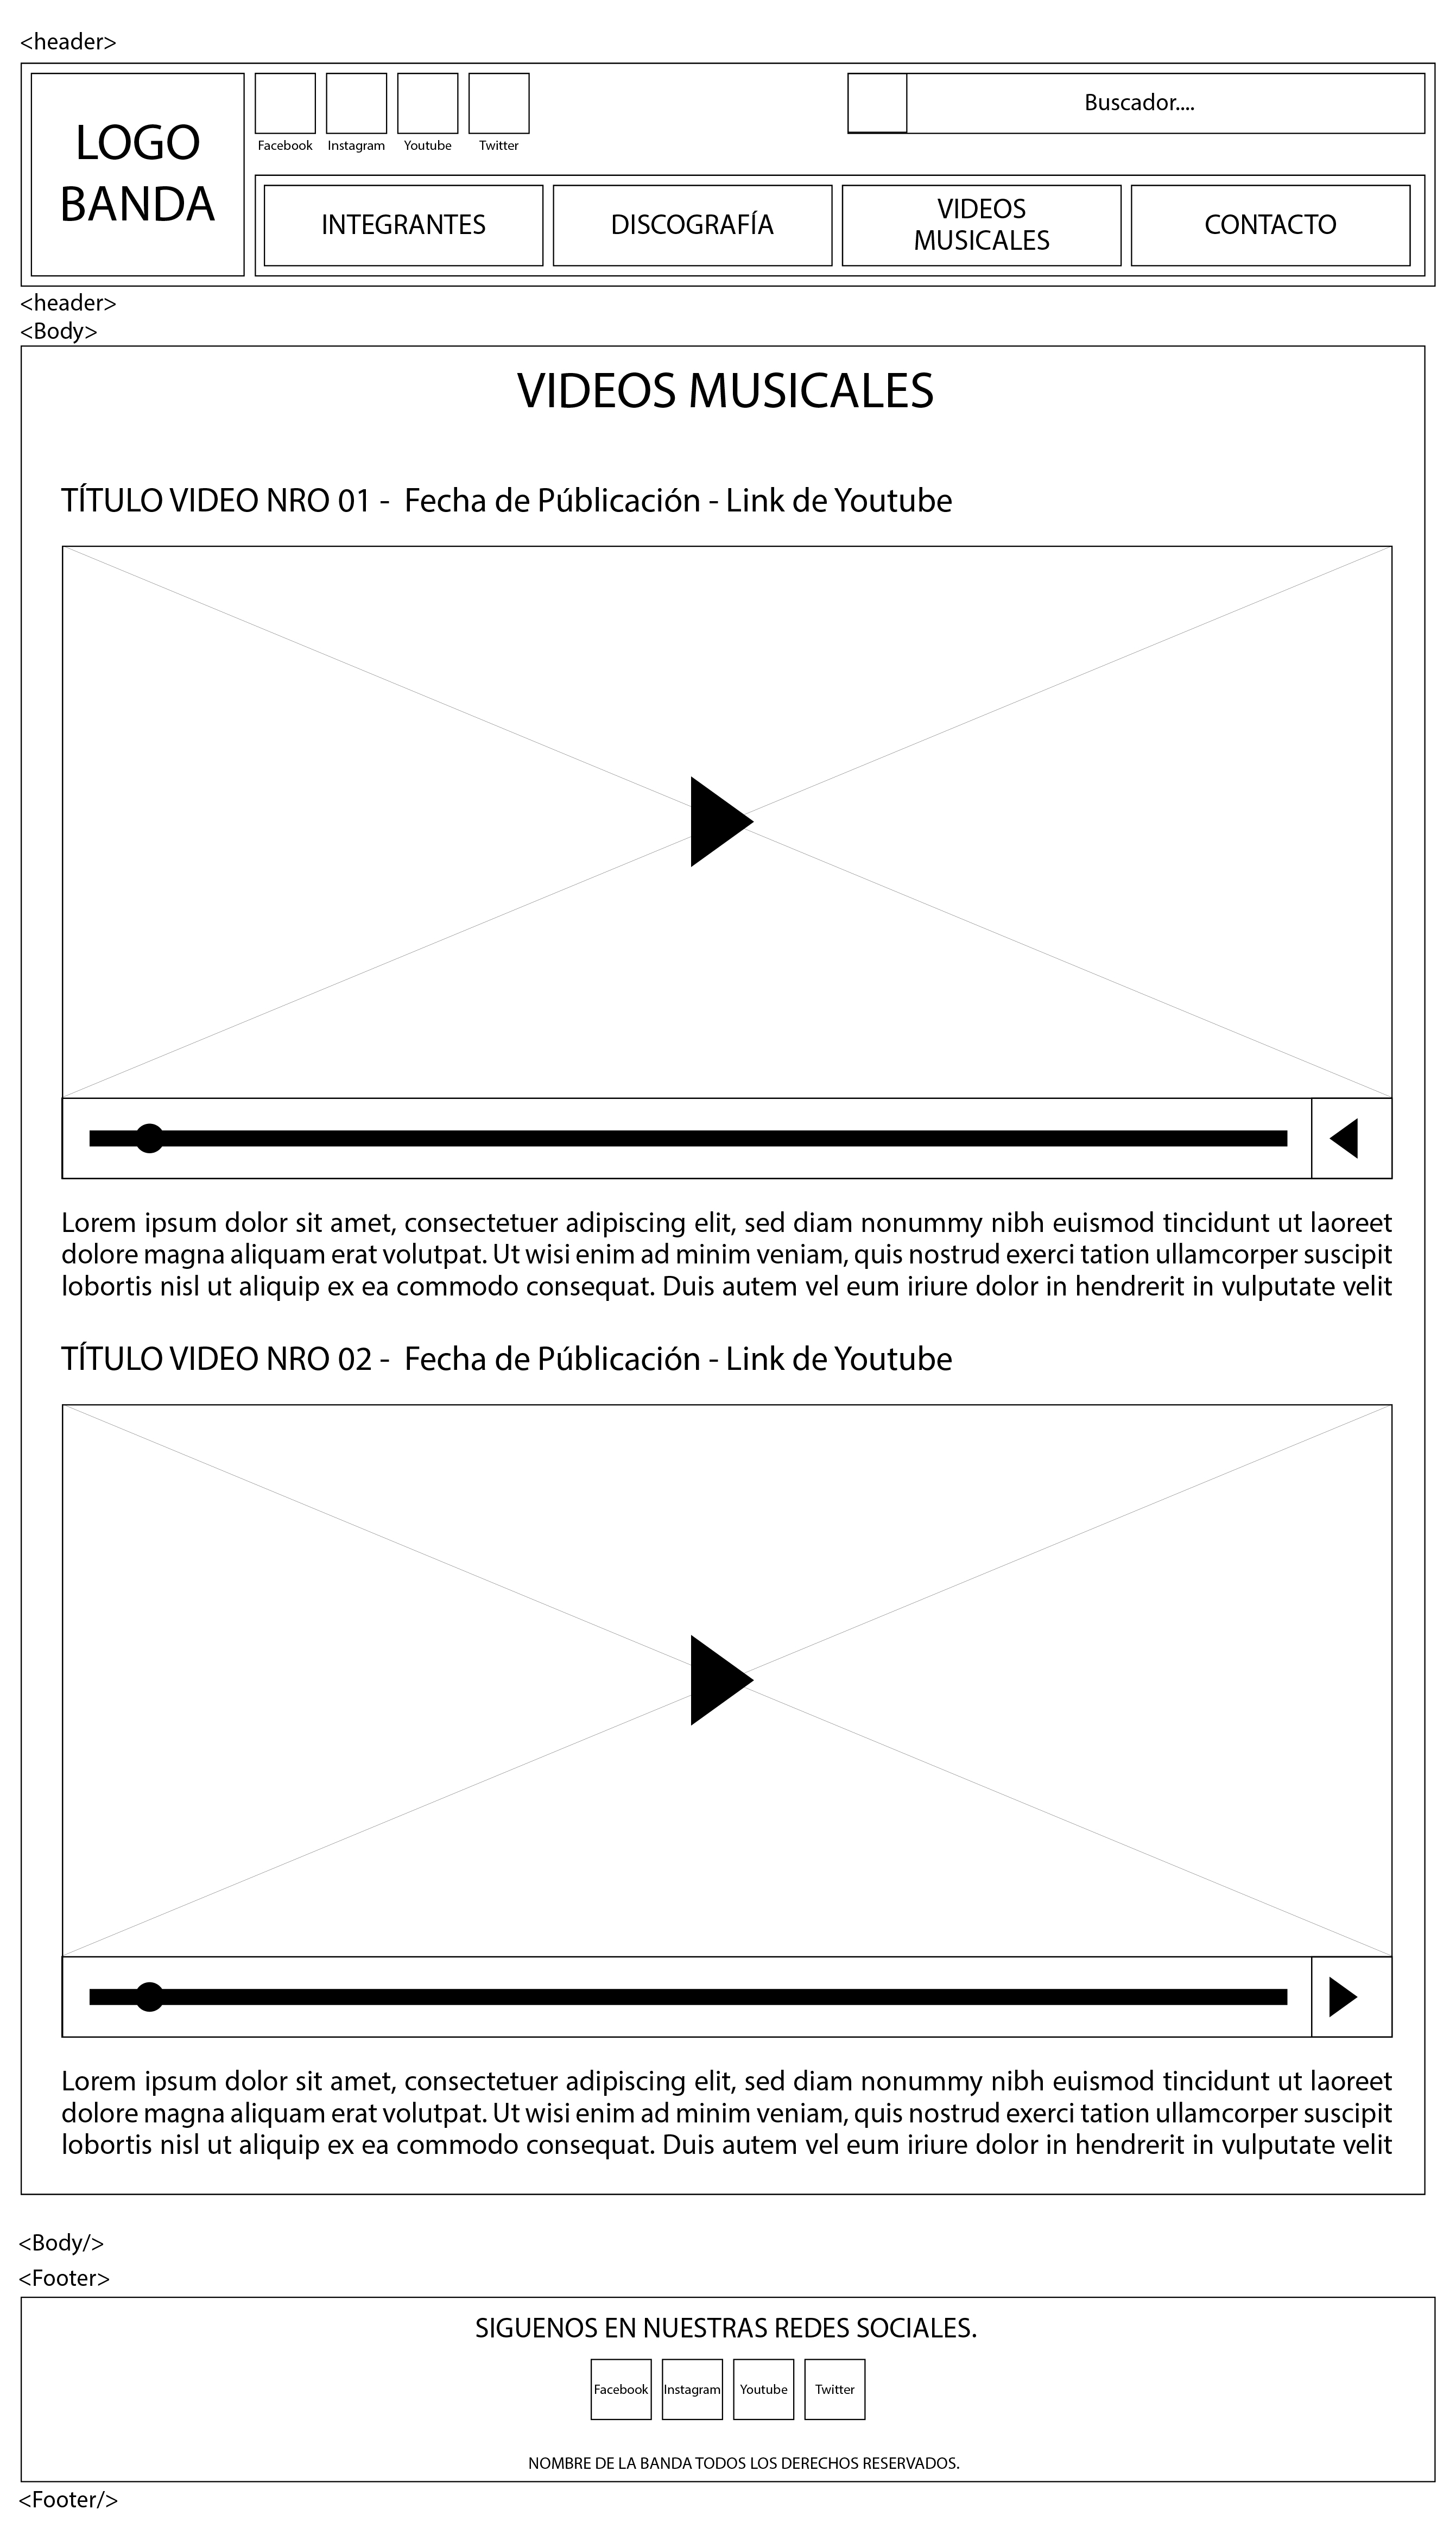 <header>
LOGO
BANDA
Facebook
Instagram
Youtube
Twitter
Buscador....
INTEGRANTES
DISCOGRAFÍA
VIDEOS
MUSICALES
CONTACTO
<header>
<Body>
VIDEOS MUSICALES
TÍTULO VIDEO NRO 01 -  Fecha de Públicación - Link de Youtube
Lorem ipsum dolor sit amet, consectetuer adipiscing elit, sed diam nonummy nibh euismod tincidunt ut laoreet
dolore magna aliquam erat volutpat. Ut wisi enim ad minim veniam, quis nostrud exerci tation ullamcorper suscipit
lobortis nisl ut aliquip ex ea commodo consequat. Duis autem vel eum iriure dolor in hendrerit in vulputate velit
TÍTULO VIDEO NRO 02 -  Fecha de Públicación - Link de Youtube
Lorem ipsum dolor sit amet, consectetuer adipiscing elit, sed diam nonummy nibh euismod tincidunt ut laoreet
dolore magna aliquam erat volutpat. Ut wisi enim ad minim veniam, quis nostrud exerci tation ullamcorper suscipit
lobortis nisl ut aliquip ex ea commodo consequat. Duis autem vel eum iriure dolor in hendrerit in vulputate velit
<Body/>
<Footer>
SIGUENOS EN NUESTRAS REDES SOCIALES.
Facebook
Instagram
Youtube
Twitter
NOMBRE DE LA BANDA TODOS LOS DERECHOS RESERVADOS.
<Footer/>